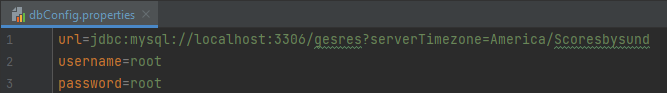 dbConfig.properties
1 url=jdbc:mysql://localhost:3306/gesres?serverTimezone=America/Scoresbysund
2 username=root
3 password=root